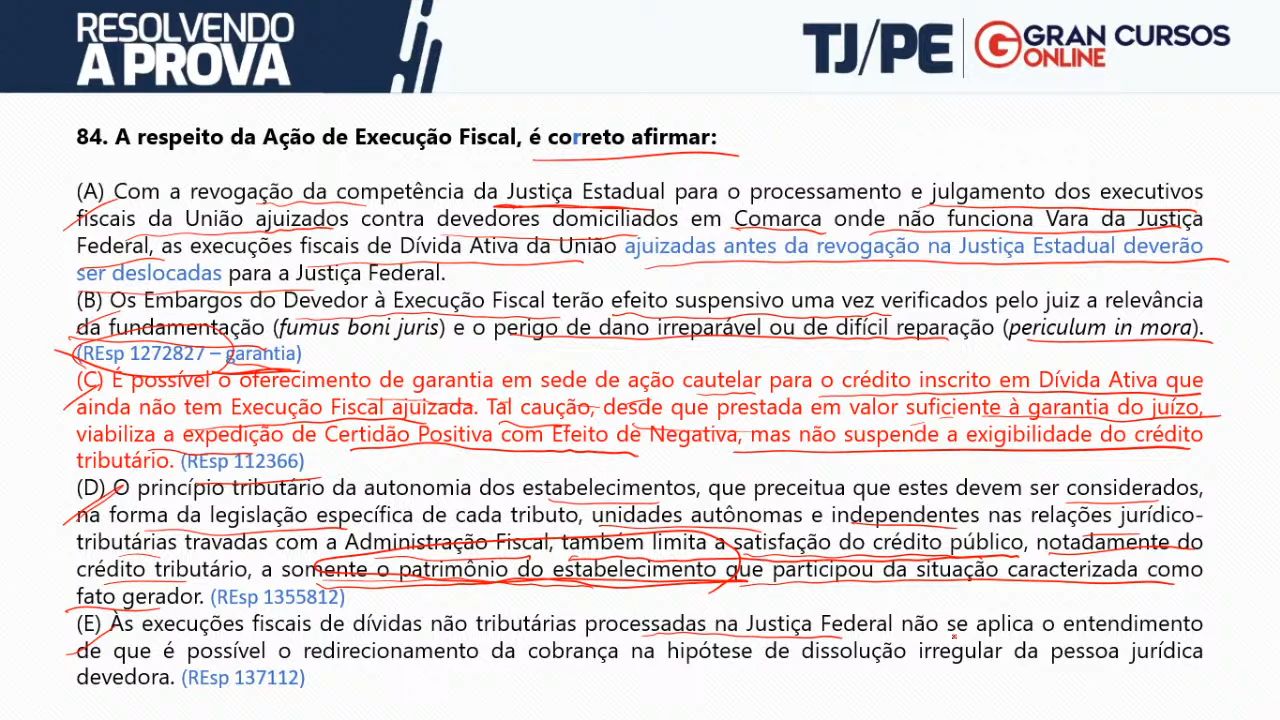 RESOLVENDO
A PROVA
TJ/PE
GRAN CURSOS
ONLINE
84. A respeito da Ação de Execução Fiscal, é correto afirmar:
(A) Com a revogação da competência da Justiça Estadual para o processamento e julgamento dos executivos
fiscais da União ajuizados contra devedores domiciliados em Comarca onde não funciona Vara da Justiça
Federal, as execuções fiscais de Dívida Ativa da União ajuizadas antes da revogação na Justiça Estadual deverão
ser deslocadas para a Justiça Federal.
(B) Os Embargos do Devedor à Execução Fiscal terão efeito suspensivo uma vez verificados pelo juiz a relevância
da fundamentação (fumus boni juris) e o perigo de dano irreparável ou de difícil reparação (periculum in mora).
(REsp 1272827 – garantia)
(C) É possível o oferecimento de garantia em sede de ação cautelar para o crédito inscrito em Dívida Ativa que
ainda não tem Execução Fiscal ajuizada. Tal caução, desde que prestada em valor suficiente à garantia do juízo,
viabiliza a expedição de Certidão Positiva com Efeito de Negativa, mas não suspende a exigibilidade do crédito
tributário. (REsp 112366)
(D) O princípio tributário da autonomia dos estabelecimentos, que preceitua que estes devem ser considerados,
na forma da legislação específica de cada tributo, unidades autônomas e independentes nas relações jurídico-
tributárias travadas com a Administração Fiscal, também limita a satisfação do crédito público, notadamente do
crédito tributário, a somente o patrimônio do estabelecimento que participou da situação caracterizada como
fato gerador. (REsp 1355812)
(E) Às execuções fiscais de dívidas não tributárias processadas na Justiça Federal não se aplica o entendimento
de que é possível o redirecionamento da cobrança na hipótese de dissolução irregular da pessoa jurídica
devedora. (REsp 137112)